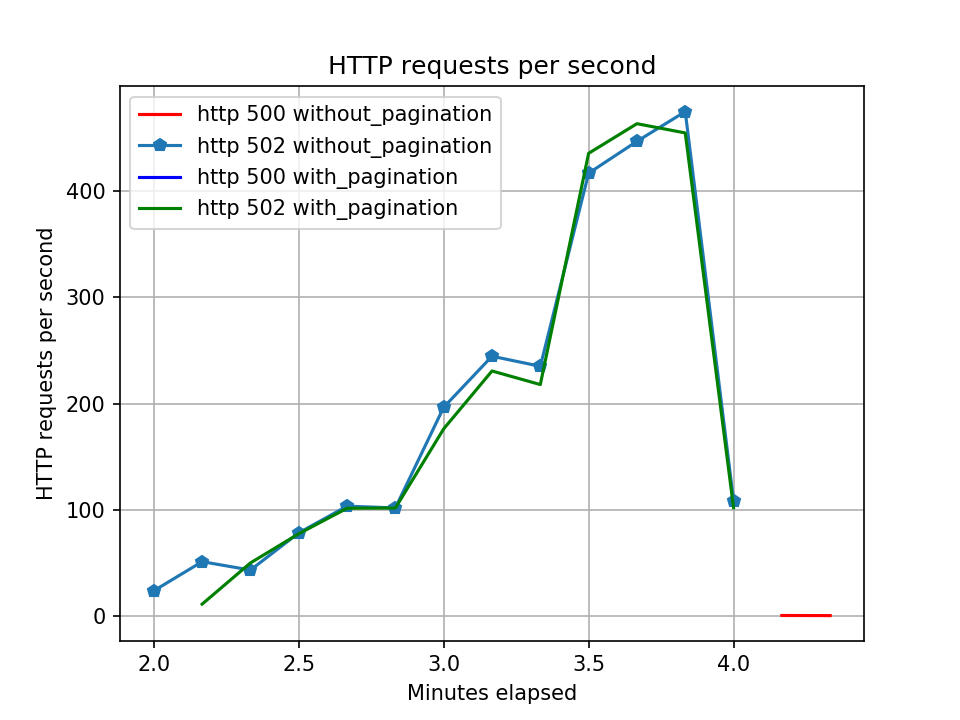 HTTP requests per second
http 500 without_pagination
http 502 without_pagination
http 500 with_pagination
http 502 with_pagination
HTTP requests per second
400
300
200
100
0
2.0 2.5 3.0 3.5 4.0
Minutes elapsed